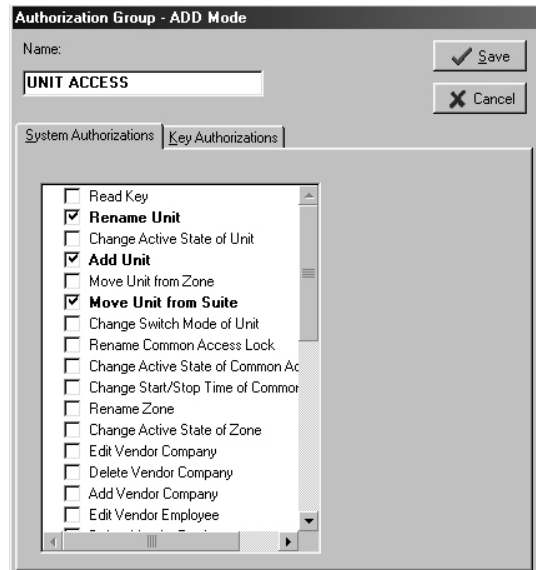 Authorization Group - ADD Mode
Name:
Save
UNIT ACCESS
Cancel
System Authorizations Key Authorizations
Read Key
Rename Unit
Change Active State of Unit
Add Unit
Move Unit from Zone
Move Unit from Suite
Change Switch Mode of Unit
Rename Common Access Lock
Change Active State of Common Ac
Change Start/Stop Time of Common
Rename Zone
Change Active State of Zone
Edit Vendor Company
Delete Vendor Company
Add Vendor Company
Edit Vendor Employee